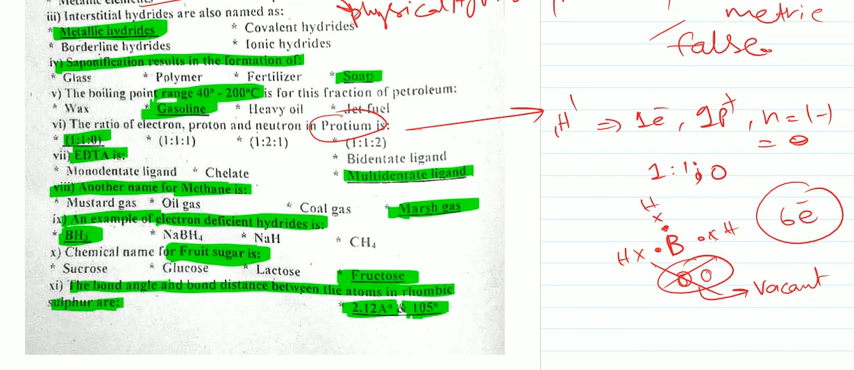 iii) Interstitial hydrides are also named as:
* Metallic hydrides * Covalent hydrides
* Borderline hydrides * Ionic hydrides
iv) Saponification results in the formation of:
* Glass * Polymer * Fertilizer * Soap
v) The boiling point range 40° - 200°C is for this fraction of petroleum:
* Wax * Gasoline * Heavy oil * Jet fuel
vi) The ratio of electron, proton and neutron in Protium is:
* (1:1:0) * (1:1:1) * (1:2:1) * (1:1:2)
vii) EDTA is: * Bidentate ligand
* Monodentate ligand * Chelate * Multidentate ligand
viii) Another name for Methane is:
* Mustard gas * Oil gas * Coal gas * Marsh gas
ix) An example of electron deficient hydrides is:
* BH₃ * NaBH₄ * NaH * CH₄
x) Chemical name for Fruit sugar is:
* Sucrose * Glucose * Lactose * Fructose
xi) The bond angle and bond distance between the atoms in rhombic
sulphur are: * 2.12A° & 105°
metric
false.
₁H¹ ⇒ 1e⁻, 1p⁺, n = 1-1
= 0
1:1:0
H
x
Hx •B •x H
6e⁻
vacant